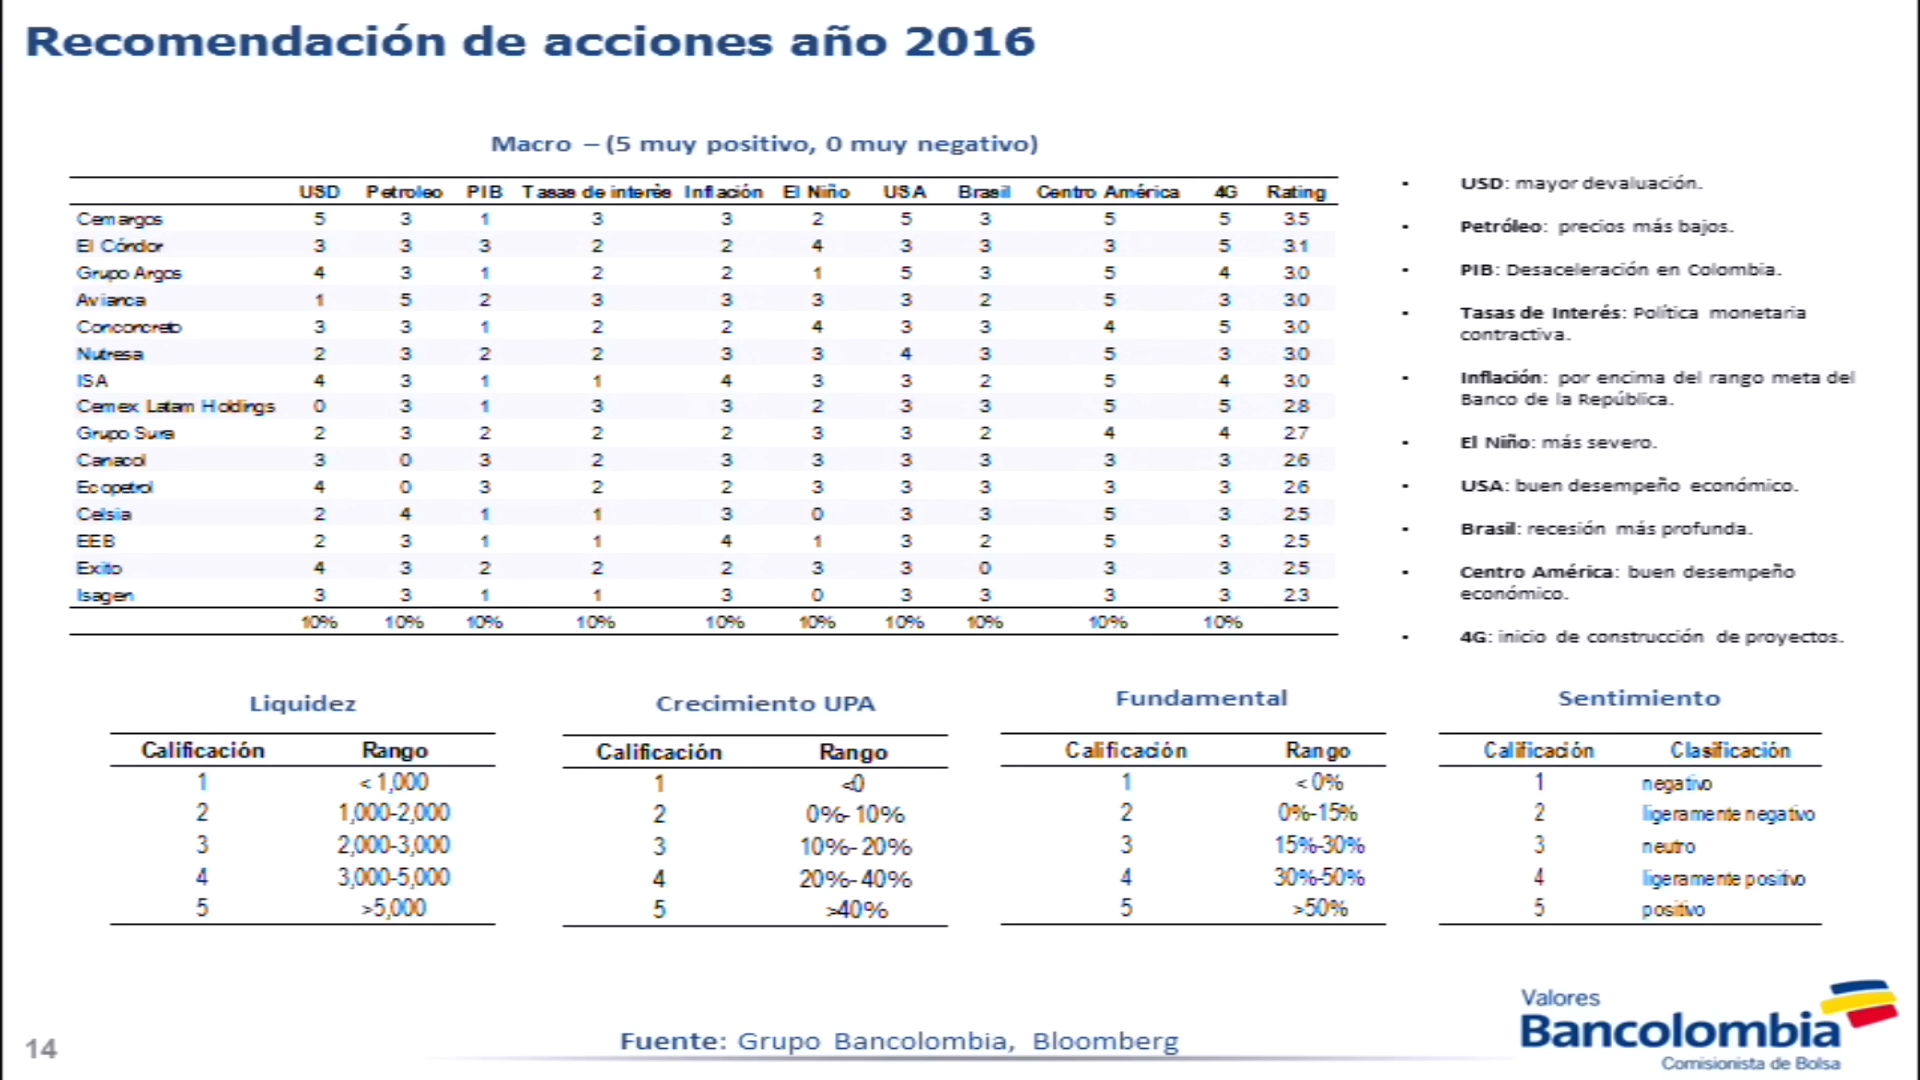 Recomendación de acciones año 2016
Macro – (5 muy positivo, 0 muy negativo)
USD Petroleo PIB Tasas de interés Inflación El Niño USA Brasil Centro América 4G Rating
Cemargos 5 3 1 3 3 2 5 3 5 5 3.5
El Cóndor 3 3 3 2 2 4 3 3 3 5 3.1
Grupo Argos 4 3 1 2 2 1 5 3 5 4 3.0
Avianca 1 5 2 3 3 3 3 2 5 3 3.0
Conconcreto 3 3 1 2 2 4 3 3 4 5 3.0
Nutresa 2 3 2 2 3 3 4 3 5 3 3.0
ISA 4 3 1 1 4 3 3 2 5 4 3.0
Cemex Latam Holdings 0 3 1 3 3 2 3 3 5 5 2.8
Grupo Sura 2 3 2 2 2 3 3 2 4 4 2.7
Canacol 3 0 3 2 3 3 3 3 3 3 2.6
Ecopetrol 4 0 3 2 2 3 3 3 3 3 2.6
Celsia 2 4 1 1 3 0 3 3 5 3 2.5
EEB 2 3 1 1 4 1 3 2 5 3 2.5
Exito 4 3 2 2 2 3 3 0 3 3 2.5
Isagen 3 3 1 1 3 0 3 3 3 3 2.3
10% 10% 10% 10% 10% 10% 10% 10% 10% 10%
• USD: mayor devaluación.
• Petróleo: precios más bajos.
• PIB: Desaceleración en Colombia.
• Tasas de Interés: Política monetaria
contractiva.
• Inflación: por encima del rango meta del
Banco de la República.
• El Niño: más severo.
• USA: buen desempeño económico.
• Brasil: recesión más profunda.
• Centro América: buen desempeño
económico.
• 4G: inicio de construcción de proyectos.
Liquidez
Calificación Rango
1 < 1,000
2 1,000-2,000
3 2,000-3,000
4 3,000-5,000
5 >5,000
Crecimiento UPA
Calificación Rango
1 <0
2 0%- 10%
3 10%- 20%
4 20%- 40%
5 >40%
Fundamental
Calificación Rango
1 < 0%
2 0%-15%
3 15%-30%
4 30%-50%
5 >50%
Sentimiento
Calificación Clasificación
1 negativo
2 ligeramente negativo
3 neutro
4 ligeramente positivo
5 positivo
14
Fuente: Grupo Bancolombia, Bloomberg
Valores
Bancolombia
Comisionista de Bolsa